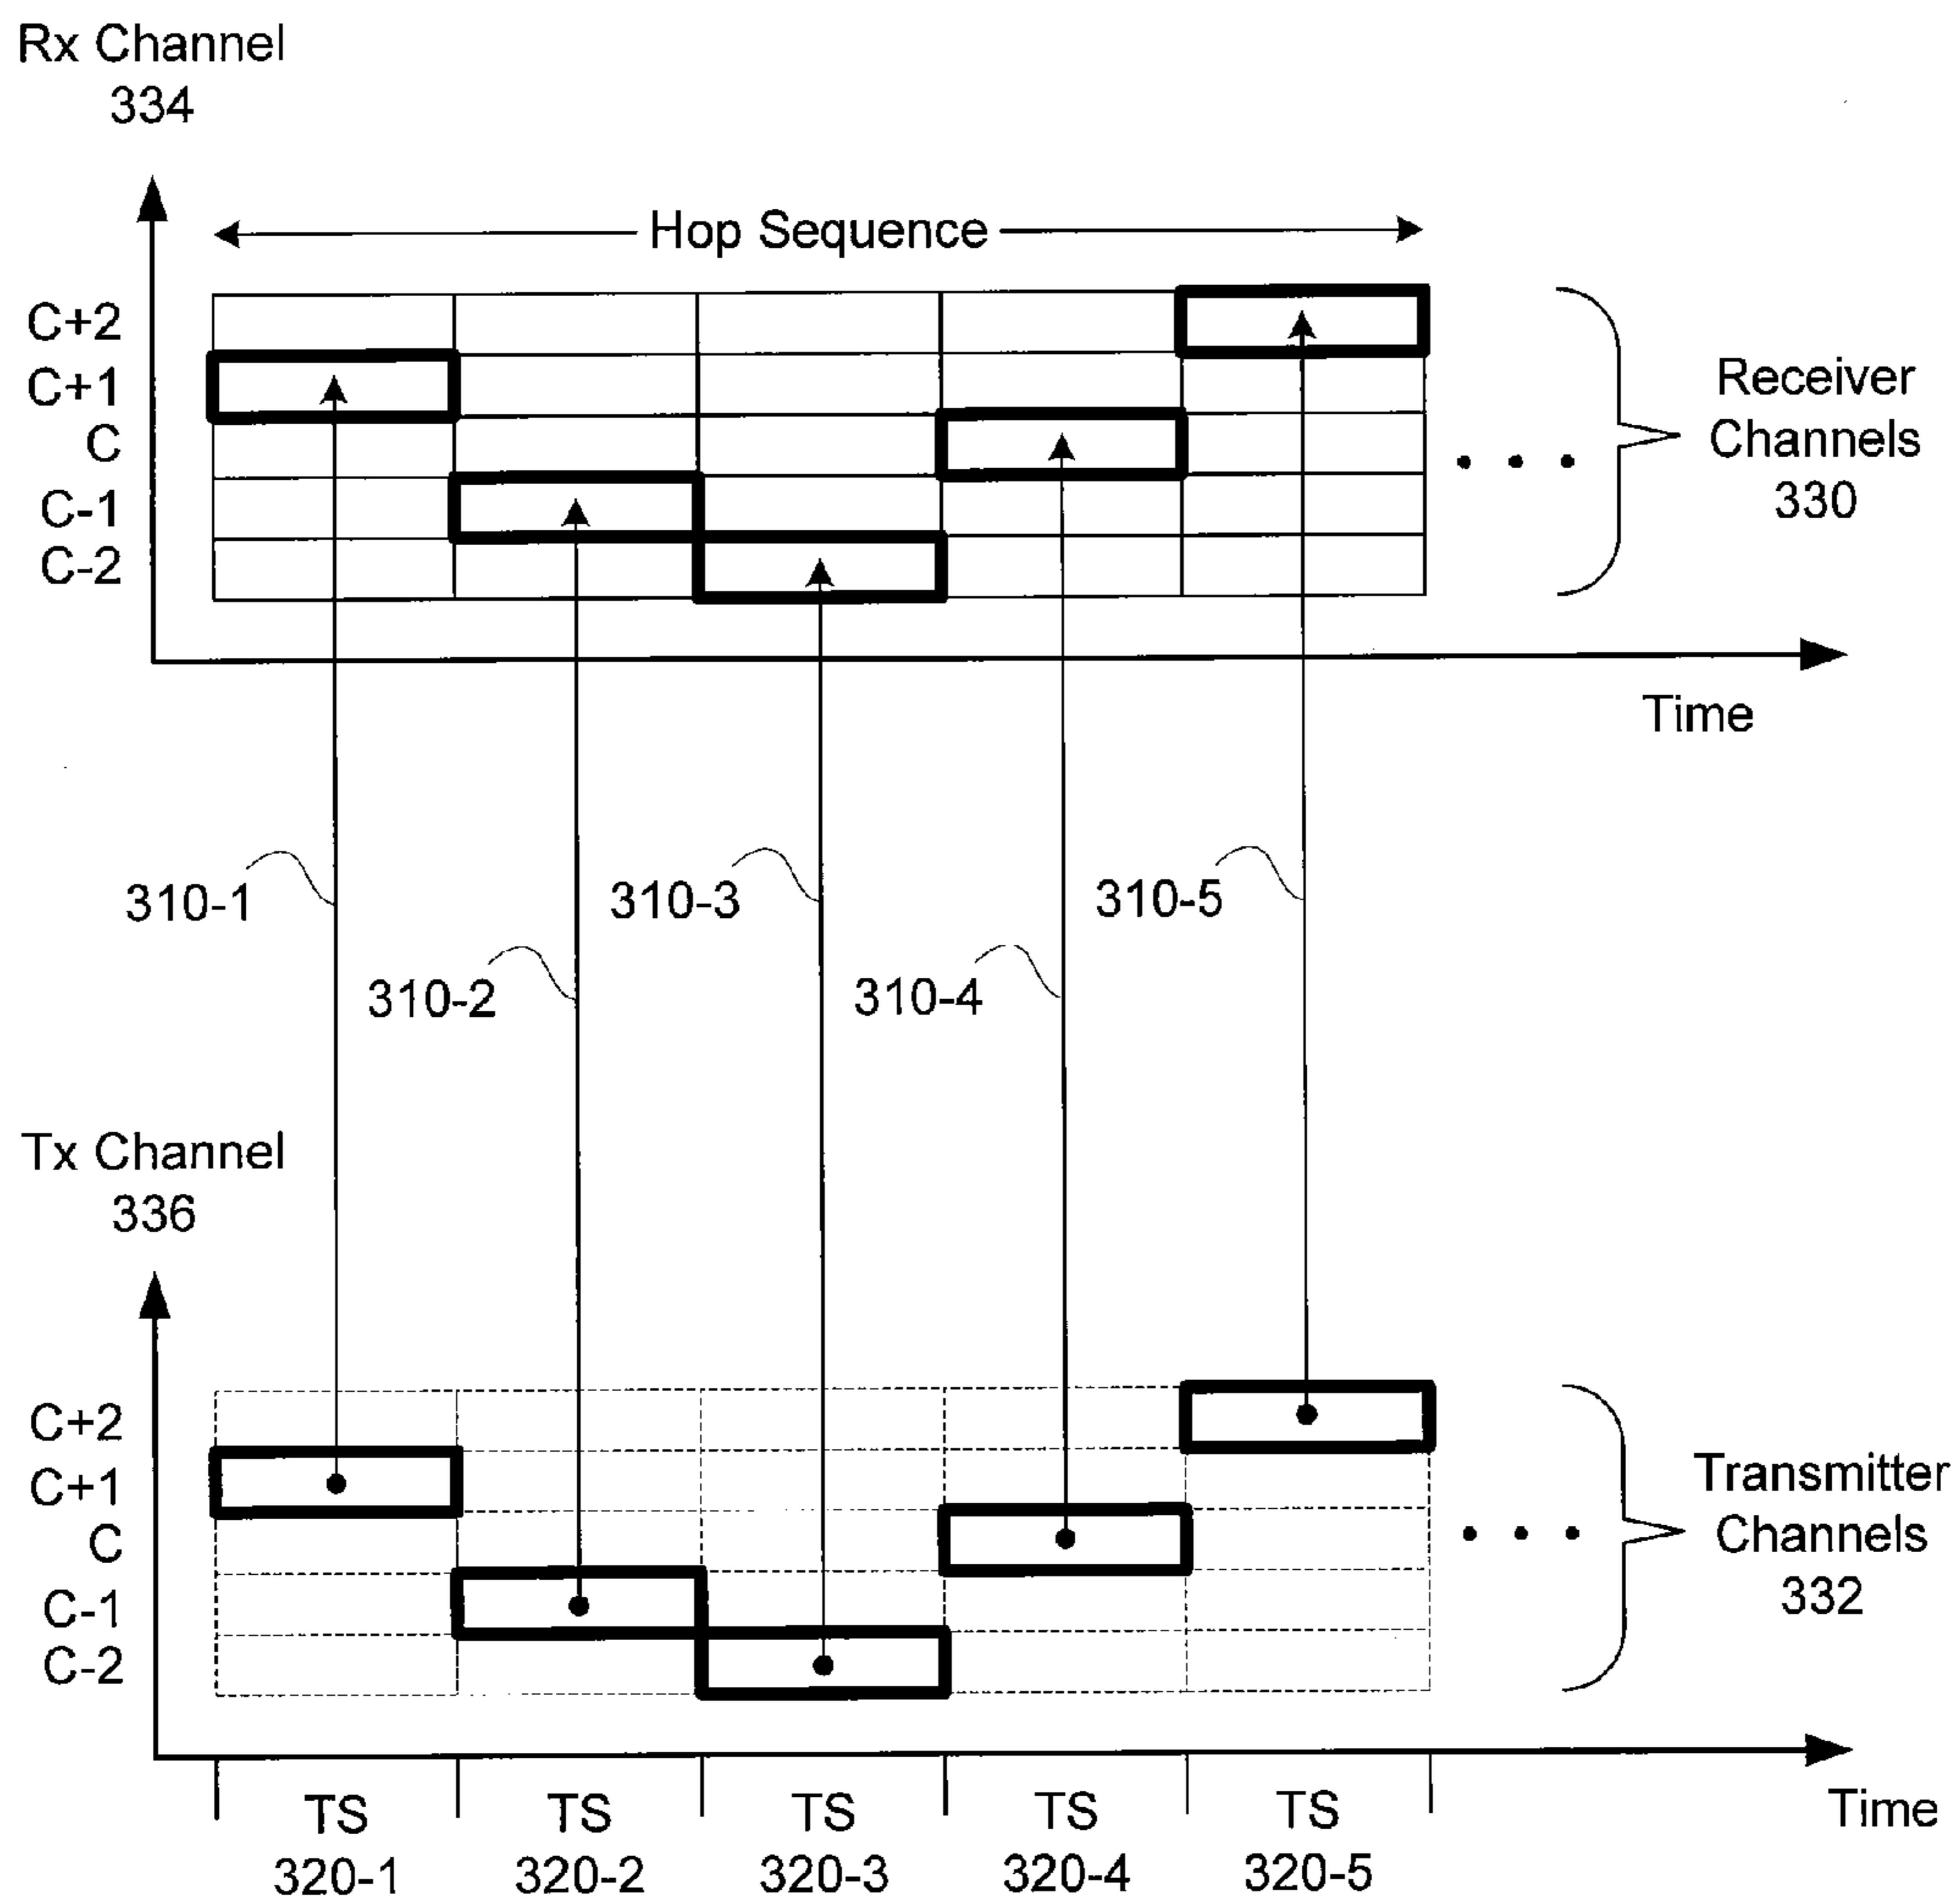 Rx Channel
334
Hop Sequence
C+2
C+1
C
C-1
C-2
Receiver
Channels
330
Time
310-1
310-2
310-3
310-4
310-5
Tx Channel
336
C+2
C+1
C
C-1
C-2
Transmitter
Channels
332
TS
320-1
TS
320-2
TS
320-3
TS
320-4
TS
320-5
Time